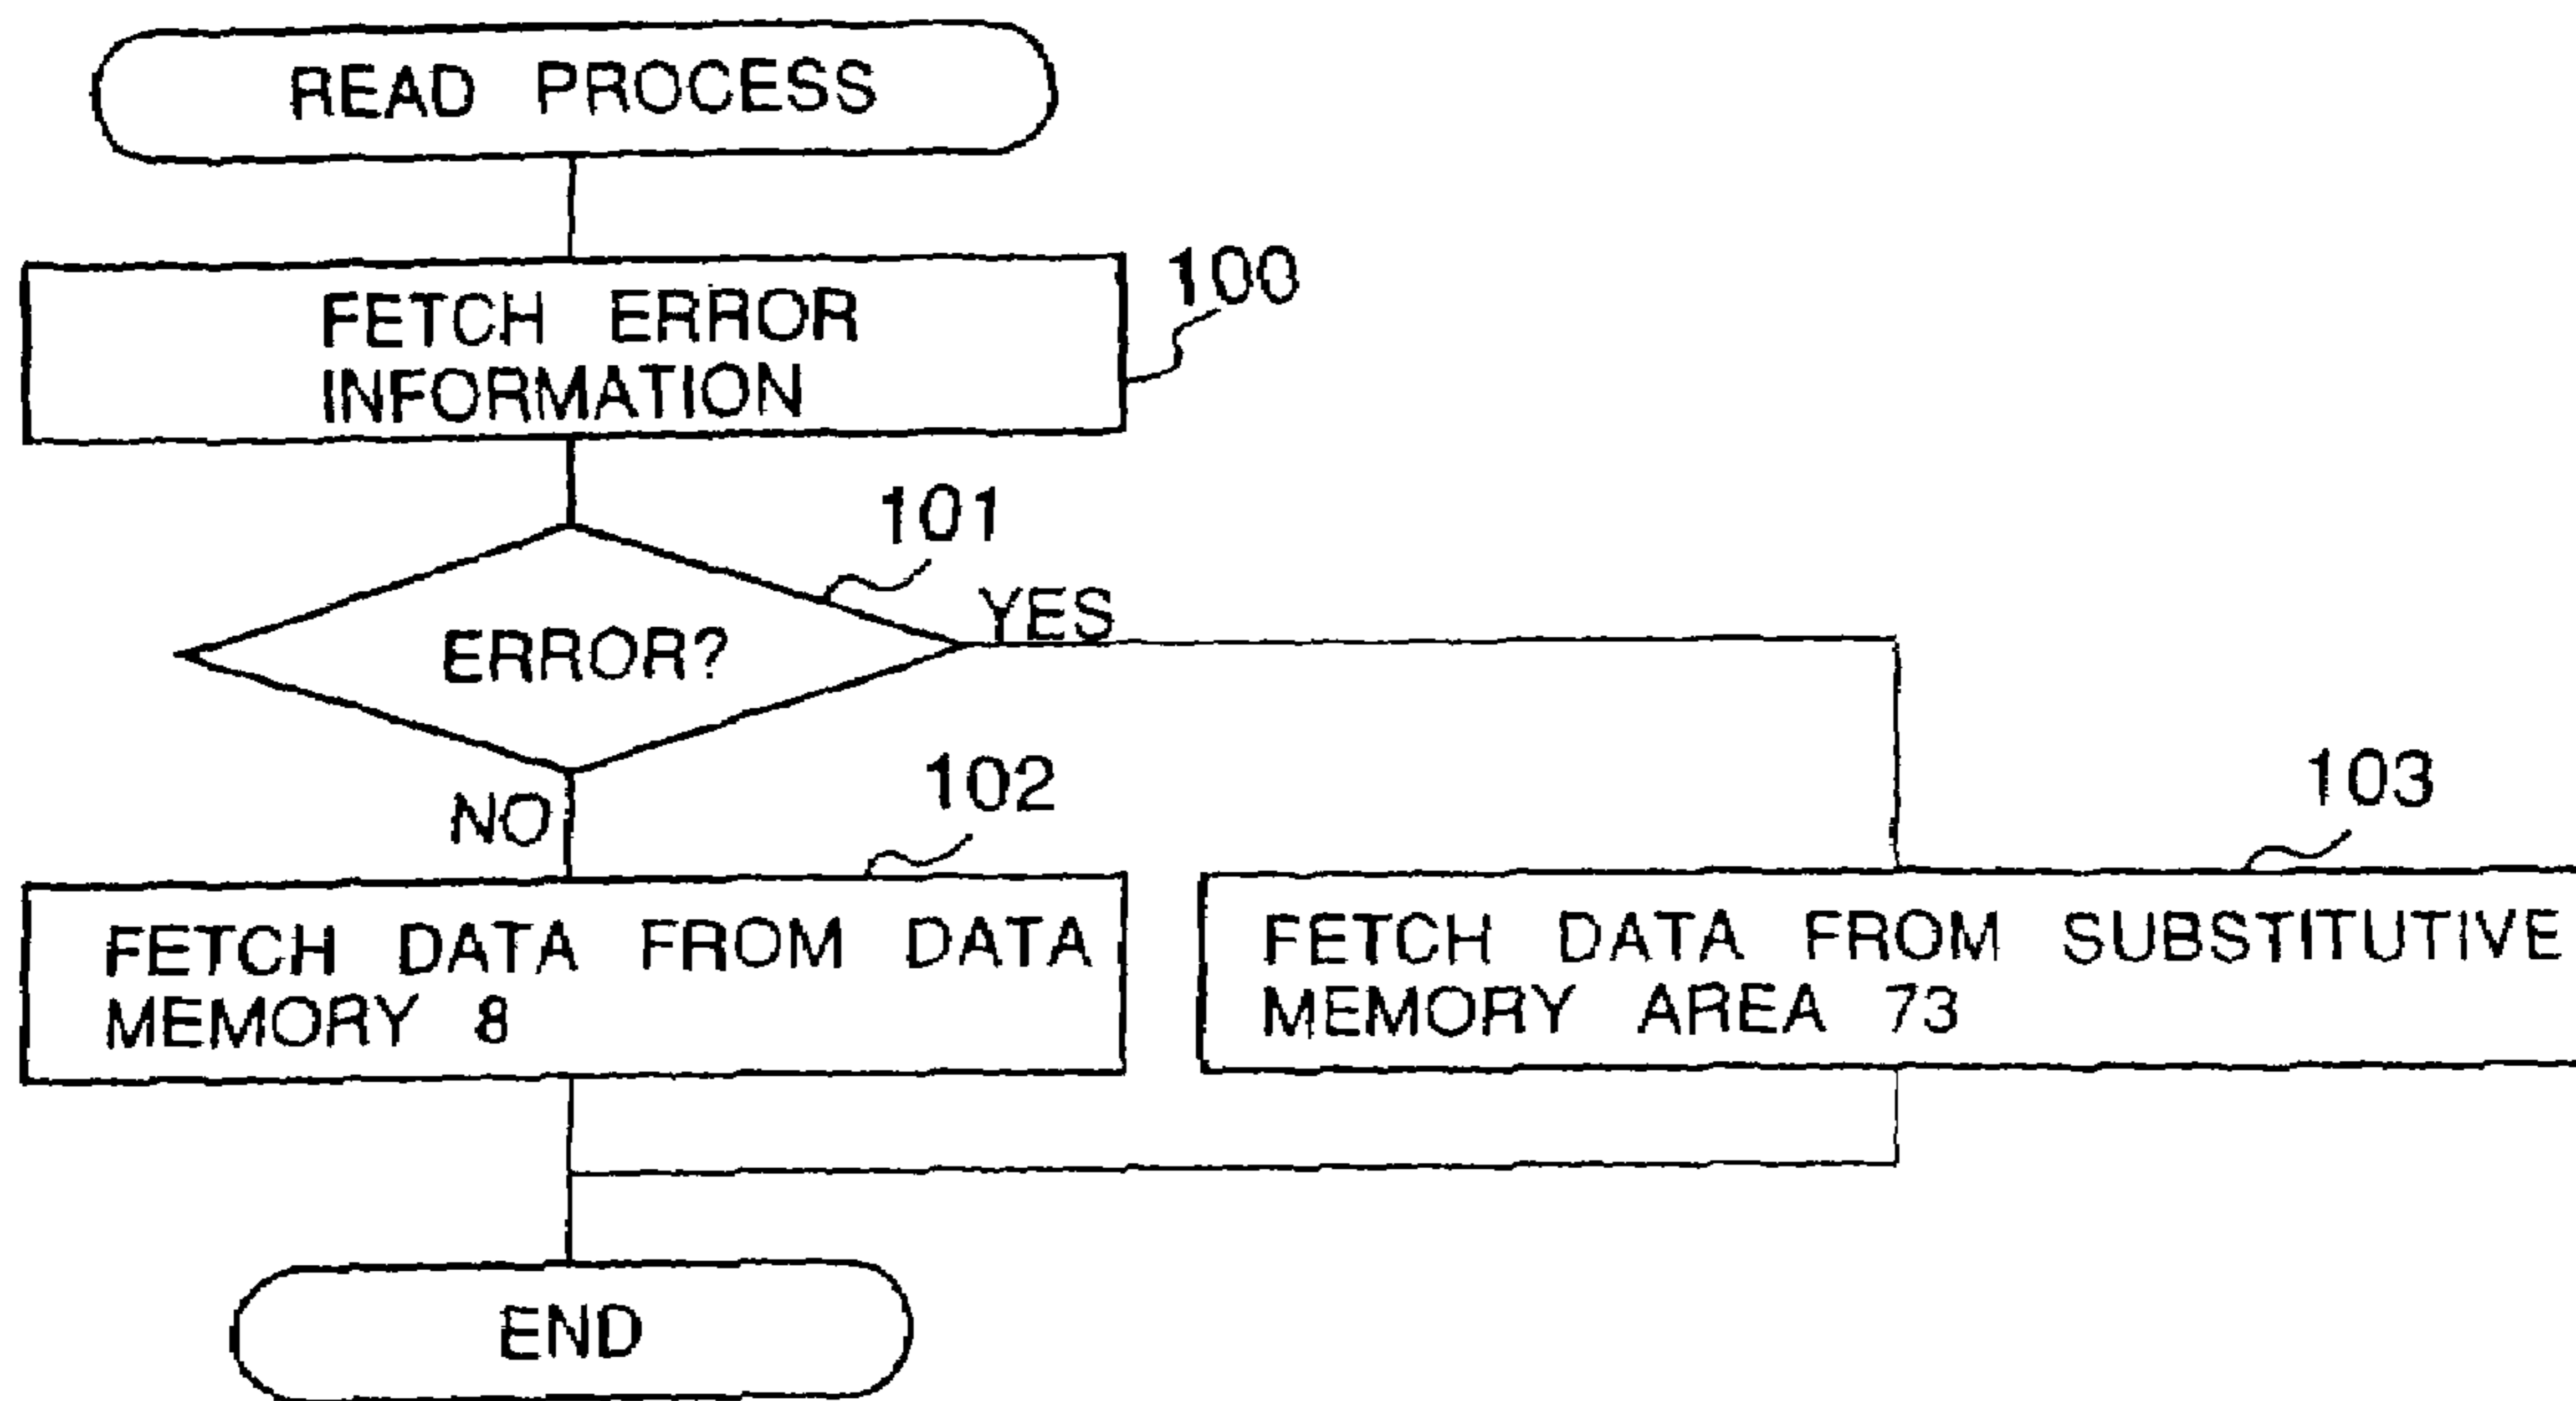 READ PROCESS
FETCH ERROR
INFORMATION
100
101
ERROR?
YES
NO
102
FETCH DATA FROM DATA
MEMORY 8
103
FETCH DATA FROM SUBSTITUTIVE
MEMORY AREA 73
END